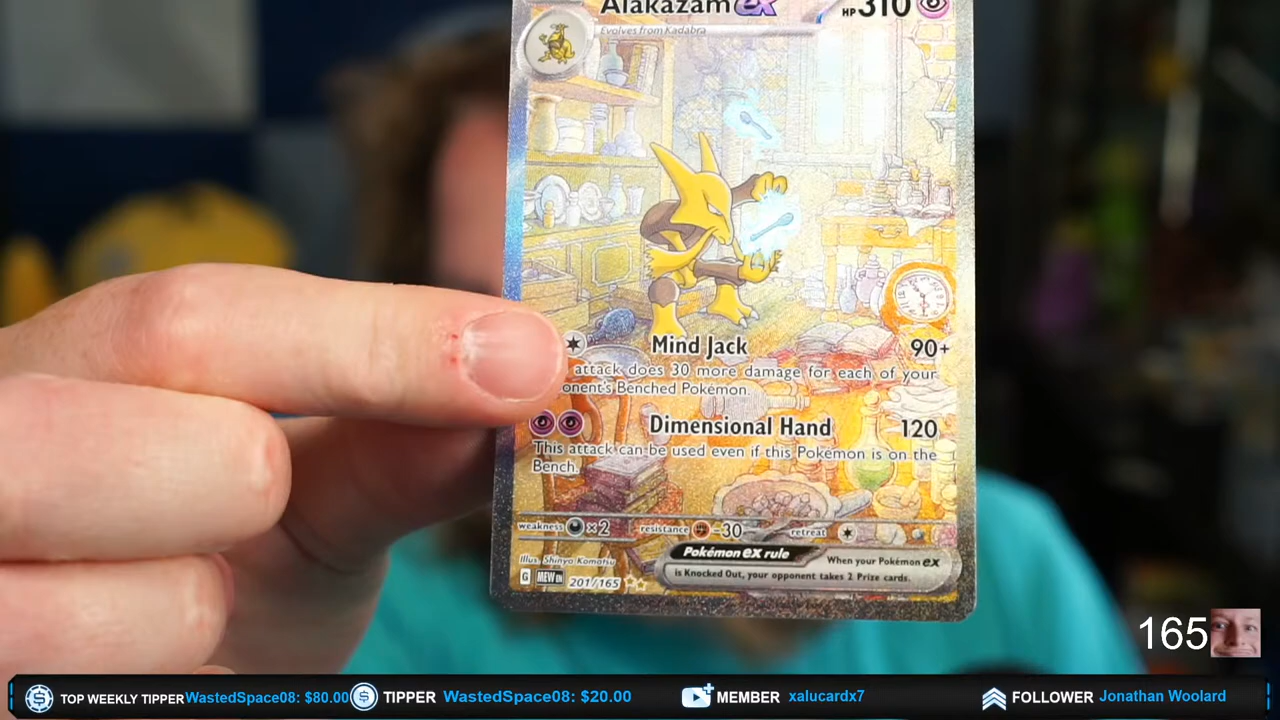 Alakazam ex HP 310
Evolves from Kadabra
Mind Jack 90+
attack does 30 more damage for each of your
onent's Benched Pokémon.
Dimensional Hand 120
This attack can be used even if this Pokémon is on the
Bench.
weakness ×2 resistance -30 retreat
Illus. Shinya Komatsu
Pokémon ex rule When your Pokémon ex
is Knocked Out, your opponent takes 2 Prize cards.
G MEW EN 201/165
165
TOP WEEKLY TIPPER WastedSpace08: $80.00 TIPPER WastedSpace08: $20.00 MEMBER xalucardx7 FOLLOWER Jonathan Woolard